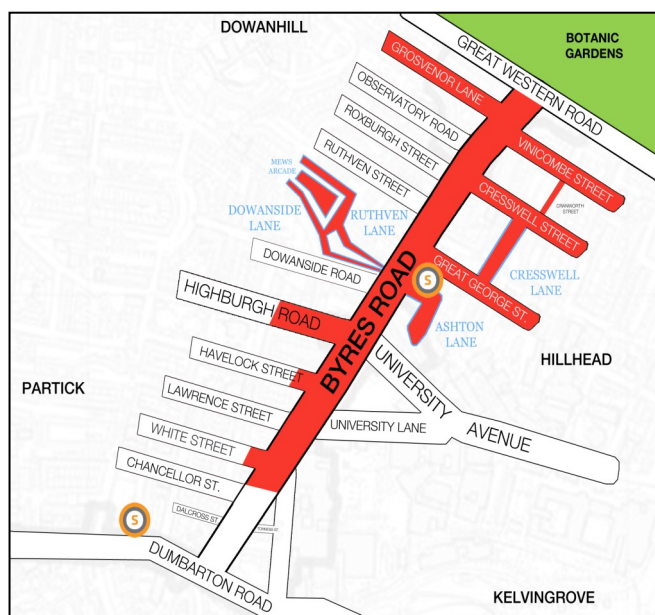 DOWANHILL
BOTANIC
GARDENS
GREAT WESTERN ROAD
GROSVENOR LANE
OBSERVATORY ROAD
ROXBURGH STREET
RUTHVEN STREET
VINICOMBE STREET
MEWS
ARCADE
CRESSWELL STREET
DOWANSIDE
LANE
RUTHVEN
LANE
DOWANSIDE ROAD
GREAT GEORGE ST.
CRESSWELL
LANE
S
HIGHBURGH ROAD
BYRES ROAD
ASHTON
LANE
HAVELOCK STREET
HILLHEAD
PARTICK
LAWRENCE STREET
UNIVERSITY
AVENUE
UNIVERSITY LANE
WHITE STREET
CHANCELLOR ST.
DALCROSS ST.
S
DUMBARTON ROAD
KELVINGROVE